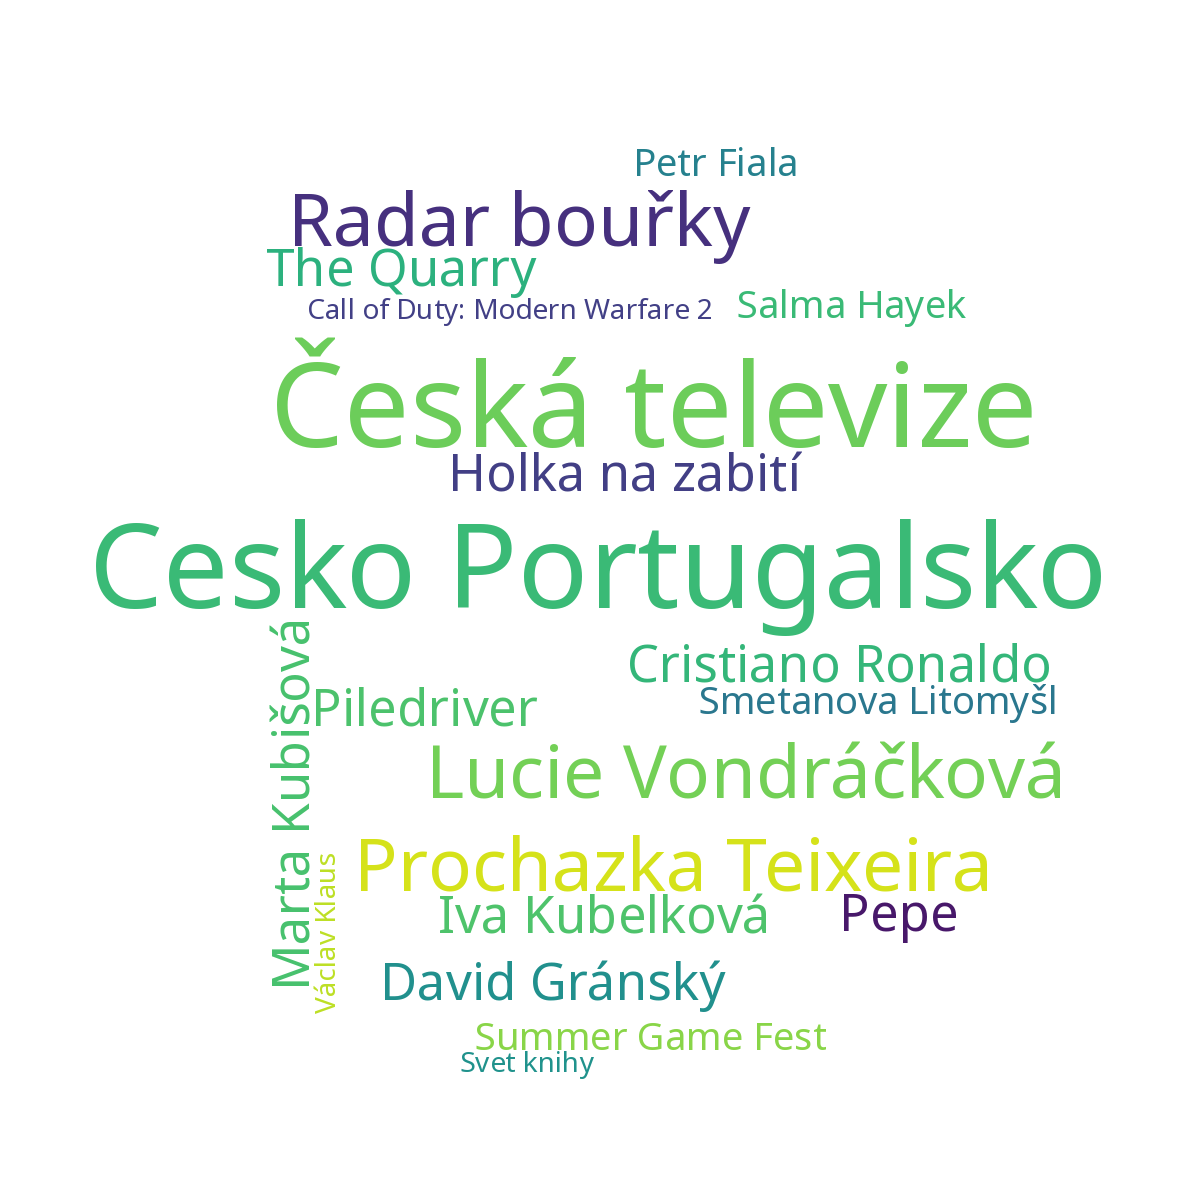 Petr Fiala
Radar bouřky
The Quarry
Call of Duty: Modern Warfare 2
Salma Hayek
Česká televize
Holka na zabití
Cesko Portugalsko
Marta Kubišová
Cristiano Ronaldo
Piledriver
Smetanova Litomyšl
Lucie Vondráčková
Prochazka Teixeira
Václav Klaus
Iva Kubelková
Pepe
David Gránský
Summer Game Fest
Svet knihy